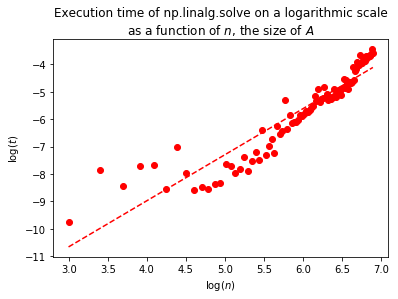 Execution time of np.linalg.solve on a logarithmic scale
as a function of n, the size of A
log(t)
−4
−5
−6
−7
−8
−9
−10
−11
3.0 3.5 4.0 4.5 5.0 5.5 6.0 6.5 7.0
log(n)